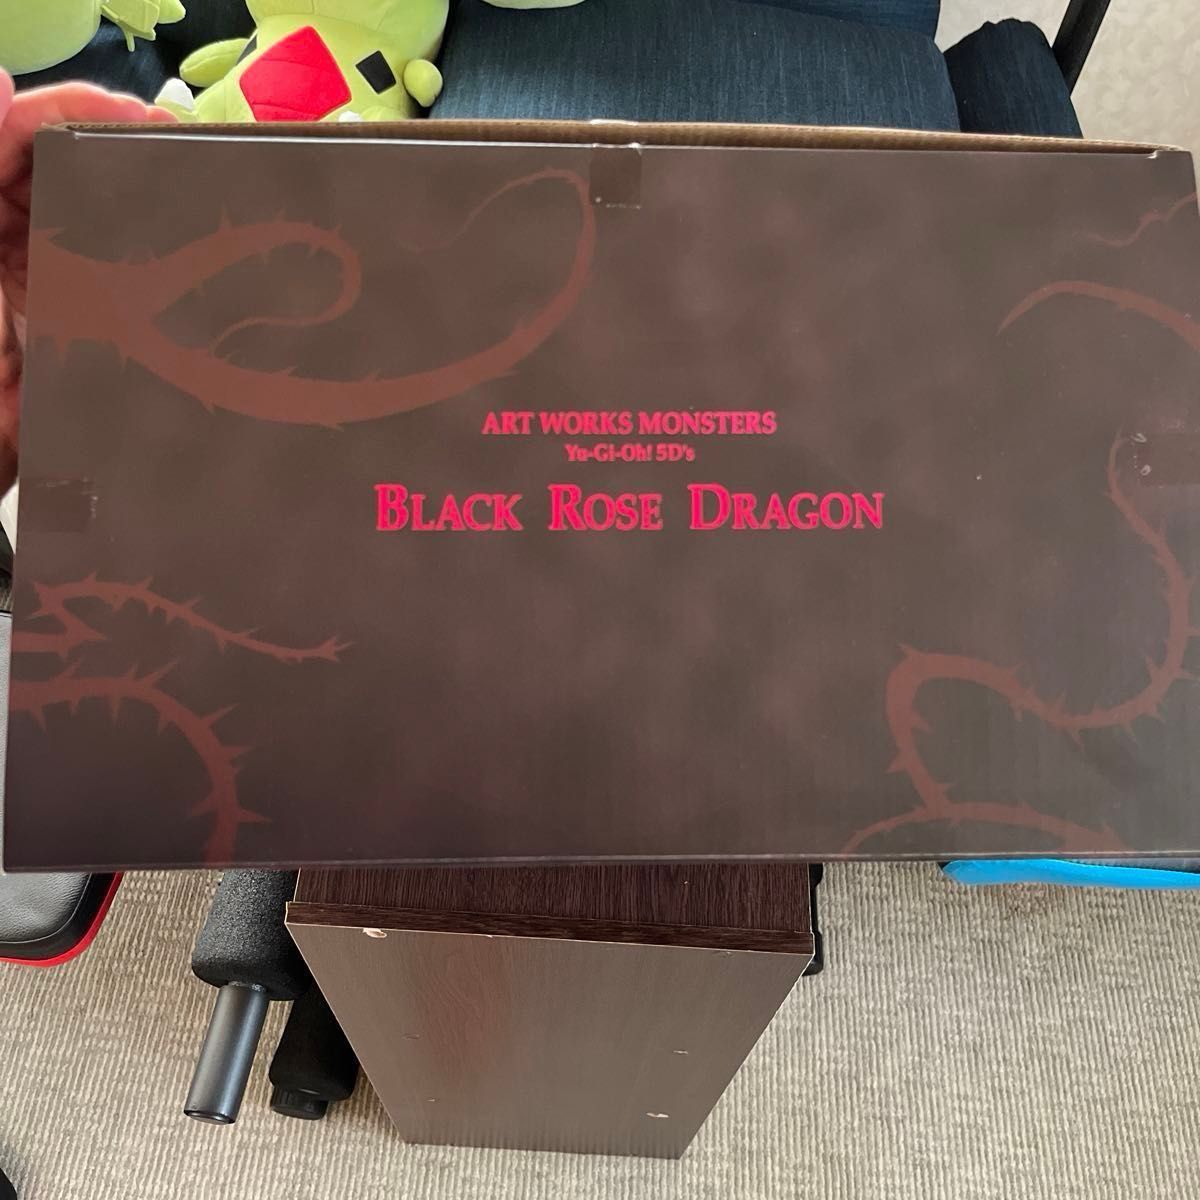 ART WORKS MONSTERS
Yu-Gi-Oh! 5D's
BLACK ROSE DRAGON